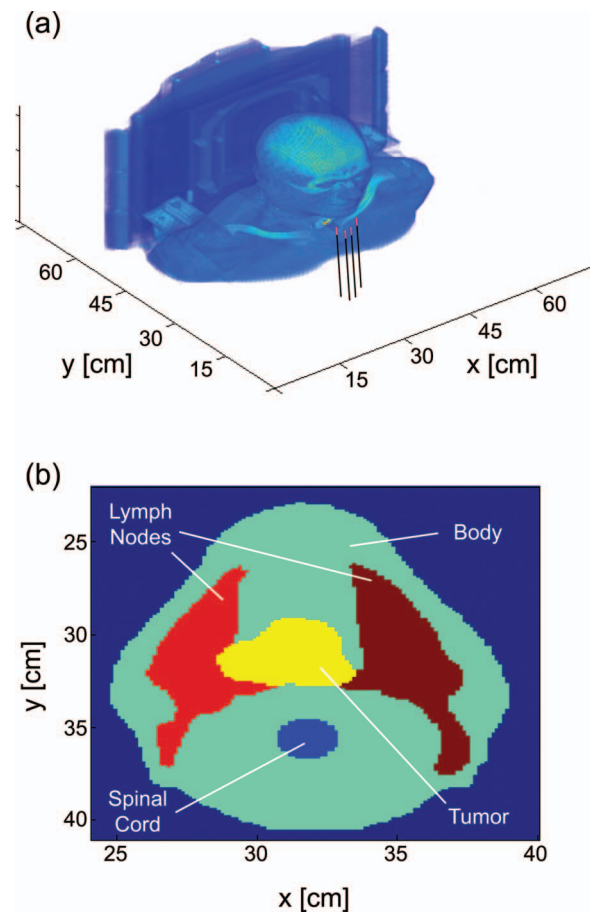 (a)
60
45
30
15
y [cm]
15
30
45
60
x [cm]
(b)
Lymph
Nodes
Body
Spinal
Cord
Tumor
25
30
35
40
y [cm]
25
30
35
40
x [cm]